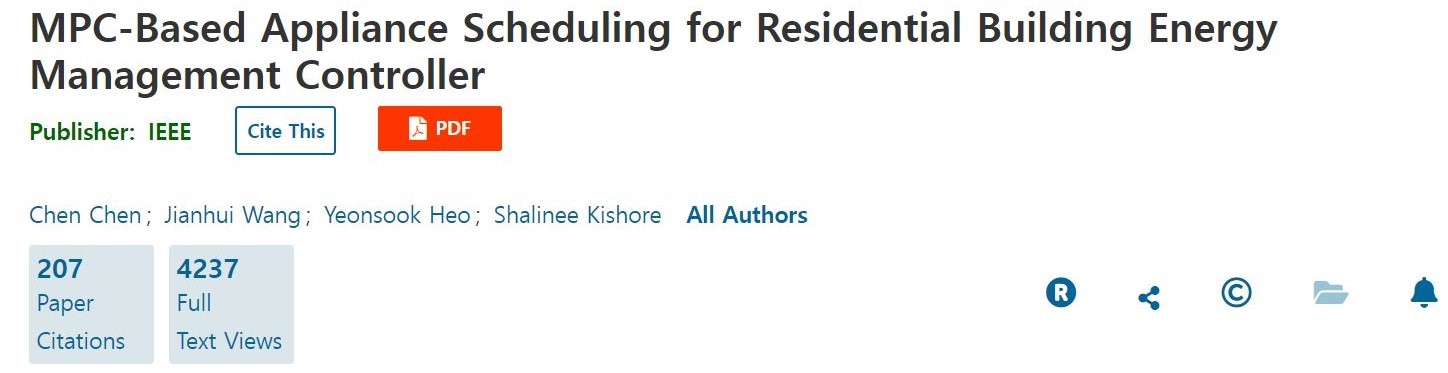 MPC-Based Appliance Scheduling for Residential Building Energy
Management Controller
Publisher: IEEE Cite This PDF
Chen Chen; Jianhui Wang; Yeonsook Heo; Shalinee Kishore All Authors
207 4237
Paper Full
Citations Text Views
R C